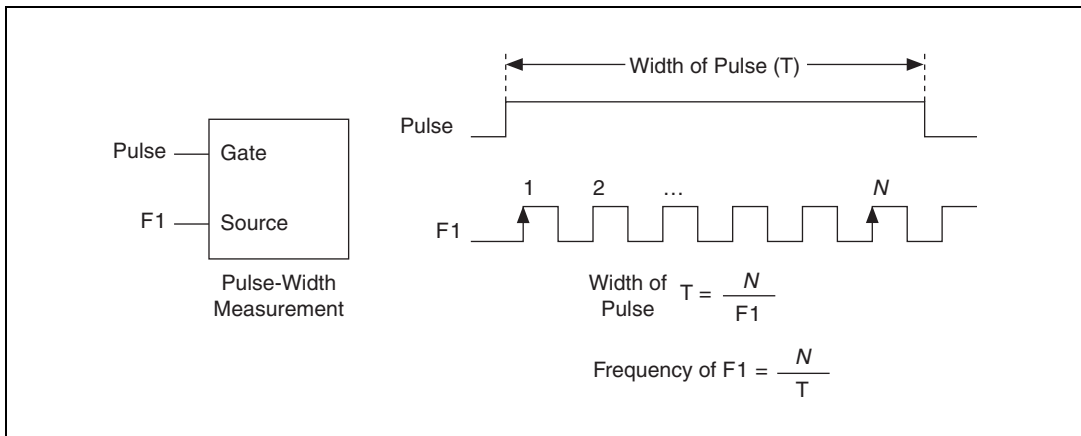 Width of Pulse (T)
Pulse
Pulse
Gate
1 2 ... N
F1
Source
F1
Pulse-Width
Measurement
Width of
Pulse
T = N / F1
Frequency of F1 = N / T